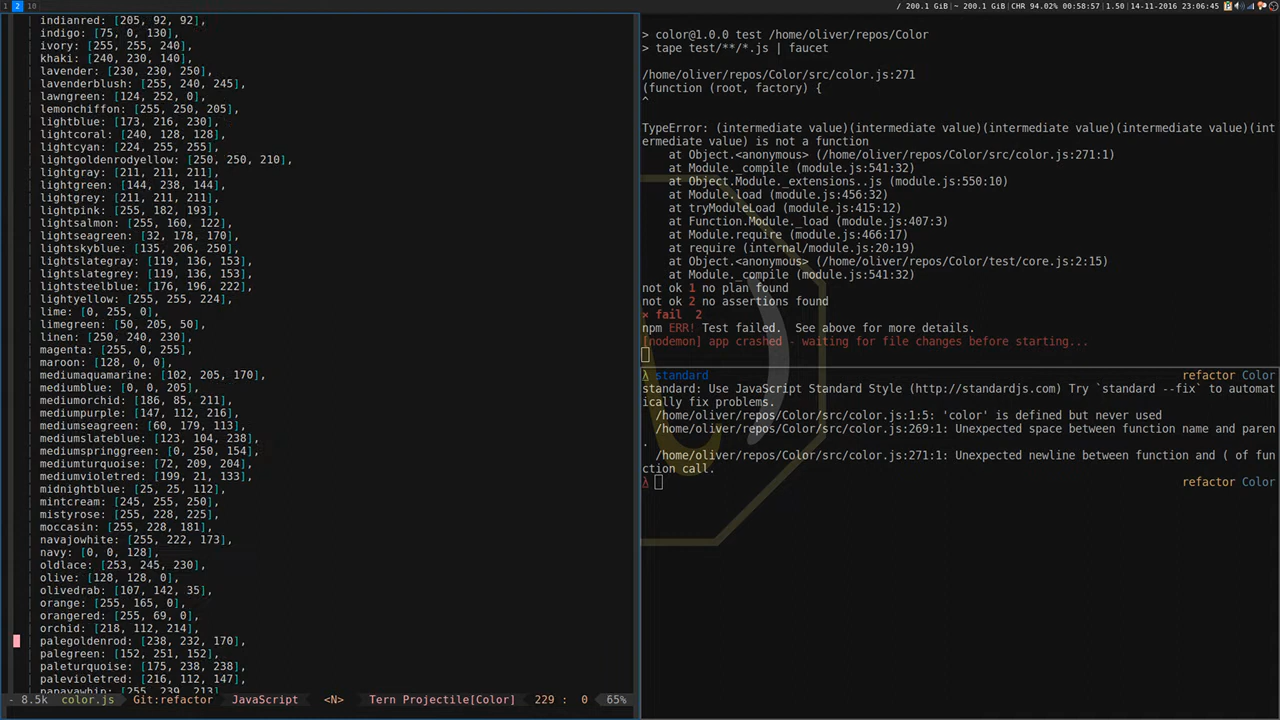 1 2 10
/ 200.1 GiB|~ 200.1 GiB|CHR 94.02% 00:58:57|1.50|14-11-2016 23:06:45
indianred: [205, 92, 92],
indigo: [75, 0, 130],
ivory: [255, 255, 240],
khaki: [240, 230, 140],
lavender: [230, 230, 250],
lavenderblush: [255, 240, 245],
lawngreen: [124, 252, 0],
lemonchiffon: [255, 250, 205],
lightblue: [173, 216, 230],
lightcoral: [240, 128, 128],
lightcyan: [224, 255, 255],
lightgoldenrodyellow: [250, 250, 210],
lightgray: [211, 211, 211],
lightgreen: [144, 238, 144],
lightgrey: [211, 211, 211],
lightpink: [255, 182, 193],
lightsalmon: [255, 160, 122],
lightseagreen: [32, 178, 170],
lightskyblue: [135, 206, 250],
lightslategray: [119, 136, 153],
lightslategrey: [119, 136, 153],
lightsteelblue: [176, 196, 222],
lightyellow: [255, 255, 224],
lime: [0, 255, 0],
limegreen: [50, 205, 50],
linen: [250, 240, 230],
magenta: [255, 0, 255],
maroon: [128, 0, 0],
mediumaquamarine: [102, 205, 170],
mediumblue: [0, 0, 205],
mediumorchid: [186, 85, 211],
mediumpurple: [147, 112, 216],
mediumseagreen: [60, 179, 113],
mediumslateblue: [123, 104, 238],
mediumspringgreen: [0, 250, 154],
mediumturquoise: [72, 209, 204],
mediumvioletred: [199, 21, 133],
midnightblue: [25, 25, 112],
mintcream: [245, 255, 250],
mistyrose: [255, 228, 225],
moccasin: [255, 228, 181],
navajowhite: [255, 222, 173],
navy: [0, 0, 128],
oldlace: [253, 245, 230],
olive: [128, 128, 0],
olivedrab: [107, 142, 35],
orange: [255, 165, 0],
orangered: [255, 69, 0],
orchid: [218, 112, 214],
palegoldenrod: [238, 232, 170],
palegreen: [152, 251, 152],
paleturquoise: [175, 238, 238],
palevioletred: [216, 112, 147],
papayawhip: [255, 239, 213]
- 8.5k color.js Git:refactor JavaScript <N> Tern Projectile[Color] 229 : 0 65%
> color@1.0.0 test /home/oliver/repos/Color
> tape test/**/*.js | faucet
/home/oliver/repos/Color/src/color.js:271
(function (root, factory) {
^
TypeError: (intermediate value)(intermediate value)(intermediate value)(intermediate value)(int
ermediate value) is not a function
at Object.<anonymous> (/home/oliver/repos/Color/src/color.js:271:1)
at Module._compile (module.js:541:32)
at Object.Module._extensions..js (module.js:550:10)
at Module.load (module.js:456:32)
at tryModuleLoad (module.js:415:12)
at Function.Module._load (module.js:407:3)
at Module.require (module.js:466:17)
at require (internal/module.js:20:19)
at Object.<anonymous> (/home/oliver/repos/Color/test/core.js:2:15)
at Module._compile (module.js:541:32)
not ok 1 no plan found
not ok 2 no assertions found
× fail 2
npm ERR! Test failed. See above for more details.
[nodemon] app crashed - waiting for file changes before starting...
λ standard refactor Color
standard: Use JavaScript Standard Style (http://standardjs.com) Try `standard --fix` to automat
ically fix problems.
/home/oliver/repos/Color/src/color.js:1:5: 'color' is defined but never used
/home/oliver/repos/Color/src/color.js:269:1: Unexpected space between function name and paren
.
/home/oliver/repos/Color/src/color.js:271:1: Unexpected newline between function and ( of fun
ction call.
λ refactor Color